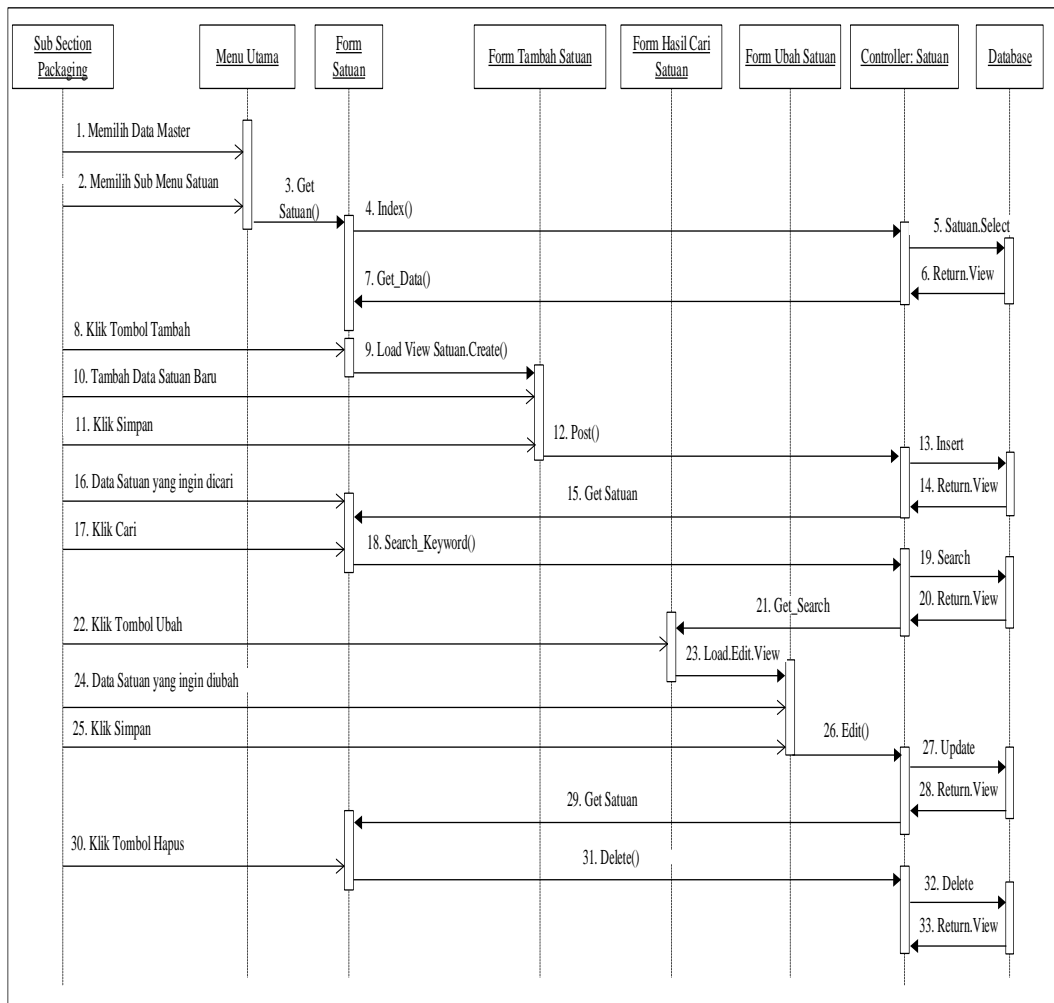 Sub Section
Packaging
Menu Utama
Form
Satuan
Form Tambah Satuan
Form Hasil Cari
Satuan
Form Ubah Satuan
Controller: Satuan
Database
1. Memilih Data Master
2. Memilih Sub Menu Satuan
3. Get
Satuan()
4. Index()
5. Satuan.Select
6. Return.View
7. Get_Data()
8. Klik Tombol Tambah
9. Load View Satuan.Create()
10. Tambah Data Satuan Baru
11. Klik Simpan
12. Post()
13. Insert
14. Return.View
15. Get Satuan
16. Data Satuan yang ingin dicari
17. Klik Cari
18. Search_Keyword()
19. Search
20. Return.View
21. Get_Search
22. Klik Tombol Ubah
23. Load.Edit.View
24. Data Satuan yang ingin diubah
25. Klik Simpan
26. Edit()
27. Update
28. Return.View
29. Get Satuan
30. Klik Tombol Hapus
31. Delete()
32. Delete
33. Return.View